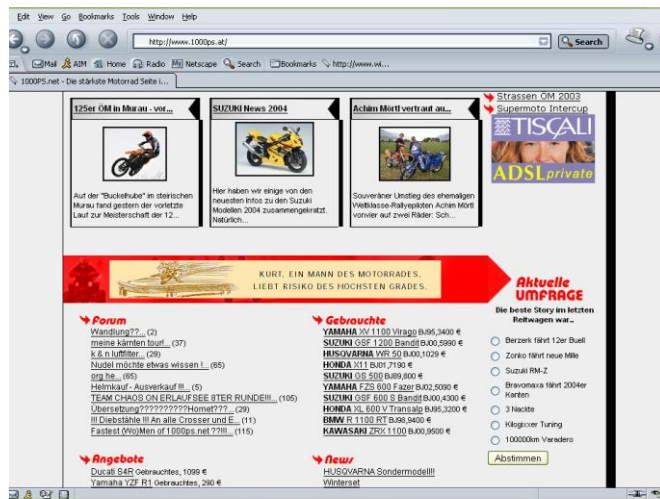 Edit View Go Bookmarks Tools Window Help
http://www.1000ps.at/
Search
Mail AIM Home Radio Netscape Search Bookmarks http://www.wi...
1000PS.net - Die stärkste Motorrad Seite i...
125er ÖM in Murau - vor...
Auf der "Buckelhube" im steirischen
Murau fand gestern der vorletzte
Lauf zur Meisterschaft der 12...
SUZUKI News 2004
Hier haben wir einige von den
neuesten Infos zu den Suzuki
Modellen 2004 zusammengekratzt.
Natürlich...
Achim Mörtl vertraut au...
Souveräner Umstieg des ehemaligen
Weltklasse-Rallyepiloten Achim Mörtl
vonvier auf zwei Räder: Sch...
Strassen ÖM 2003
Supermoto Intercup
TISCALI
ADSL private
KURT, EIN MANN DES MOTORRADES,
LIEBT RISIKO DES HÖCHSTEN GRADES.
Forum
Wandlung??... (2)
meine kärnten tour!... (37)
k & n luftfilter... (29)
Nudel möchte etwas wissen !... (65)
org he... (65)
Helmkauf - Ausverkauf !!!... (5)
TEAM CHAOS ON ERLAUFSEE 8TER RUNDE!!!... (105)
Übersetzung??????????Hornet???... (29)
!!! Diebstähle !!! An alle Crosser und E... (11)
Fastest (Wo)Men of 1000ps.net ??!!!... (115)
Gebrauchte
YAMAHA XV 1100 Virago BJ95,3400 €
SUZUKI GSF 1200 Bandit BJ00,5990 €
HUSQVARNA WR 50 BJ00,1029 €
HONDA X11 BJ01,7190 €
SUZUKI GS 500 BJ89,800 €
YAMAHA FZS 600 Fazer BJ02,5090 €
SUZUKI GSF 600 S Bandit BJ00,4300 €
HONDA XL 600 V Transalp BJ95,3200 €
BMW R 1100 RT BJ98,9400 €
KAWASAKI ZRX 1100 BJ00,9500 €
Aktuelle
UMFRAGE
Die beste Story im letzten
Reitwagen war...
Berzerk fährt 12er Buell
Zonko fährt neue Mille
Suzuki RM-Z
Bravomaxa fährt 2004er
Kanten
3 Nackte
Kilogixxer Tuning
100000km Varadero
Abstimmen
Angebote
Ducati S4R Gebrauchtes, 1099 €
Yamaha YZF R1 Gebrauchtes, 290 €
News
HUSQVARNA Sondermodell!!
Winterset